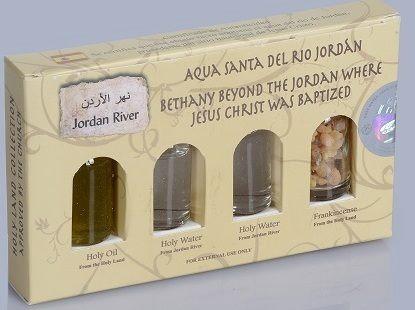 AQUA SANTA DEL RIO JORDÁN
BETHANY BEYOND THE JORDAN WHERE
JESUS CHRIST WAS BAPTIZED
نهر الأردن
Jordan River
HOLY LAND COLLECTION
APPROVED BY THE CHURCH
Holy Oil
From the Holy Land
Holy Water
From Jordan River
Holy Water
From Jordan River
Frankincense
From the Holy Land
FOR EXTERNAL USE ONLY